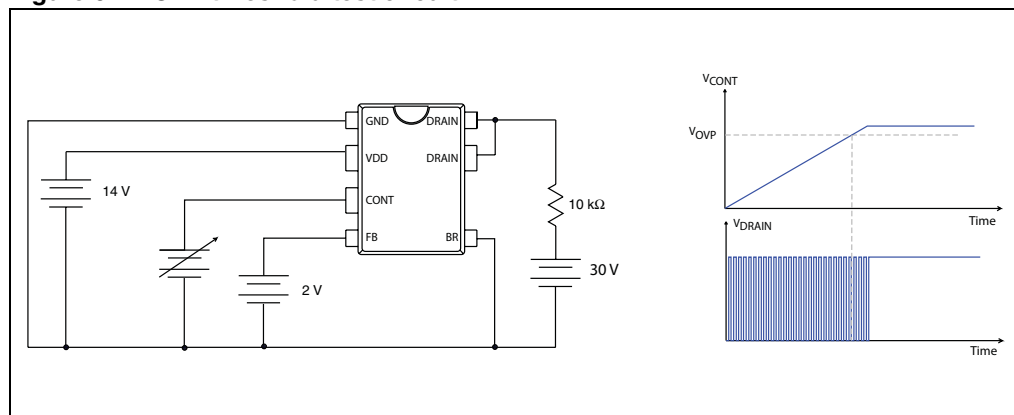 GND DRAIN
VDD DRAIN
CONT
FB BR
14 V
2 V
10 kΩ
30 V
VCONT
VOVP
Time
VDRAIN
Time